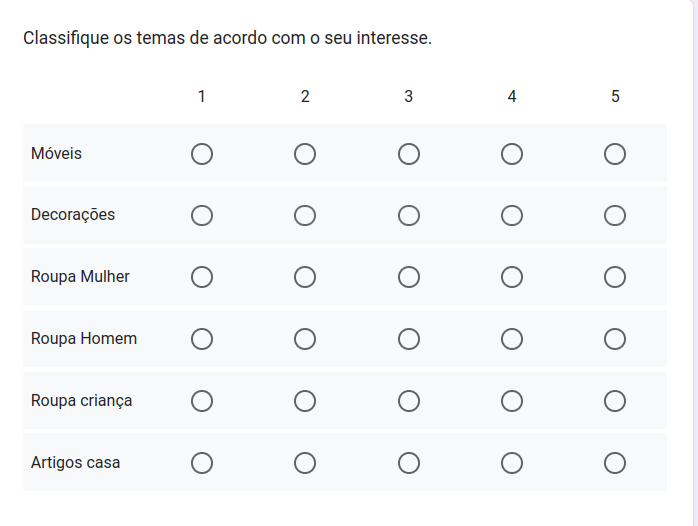 Classifique os temas de acordo com o seu interesse.
1 2 3 4 5
Móveis
Decorações
Roupa Mulher
Roupa Homem
Roupa criança
Artigos casa